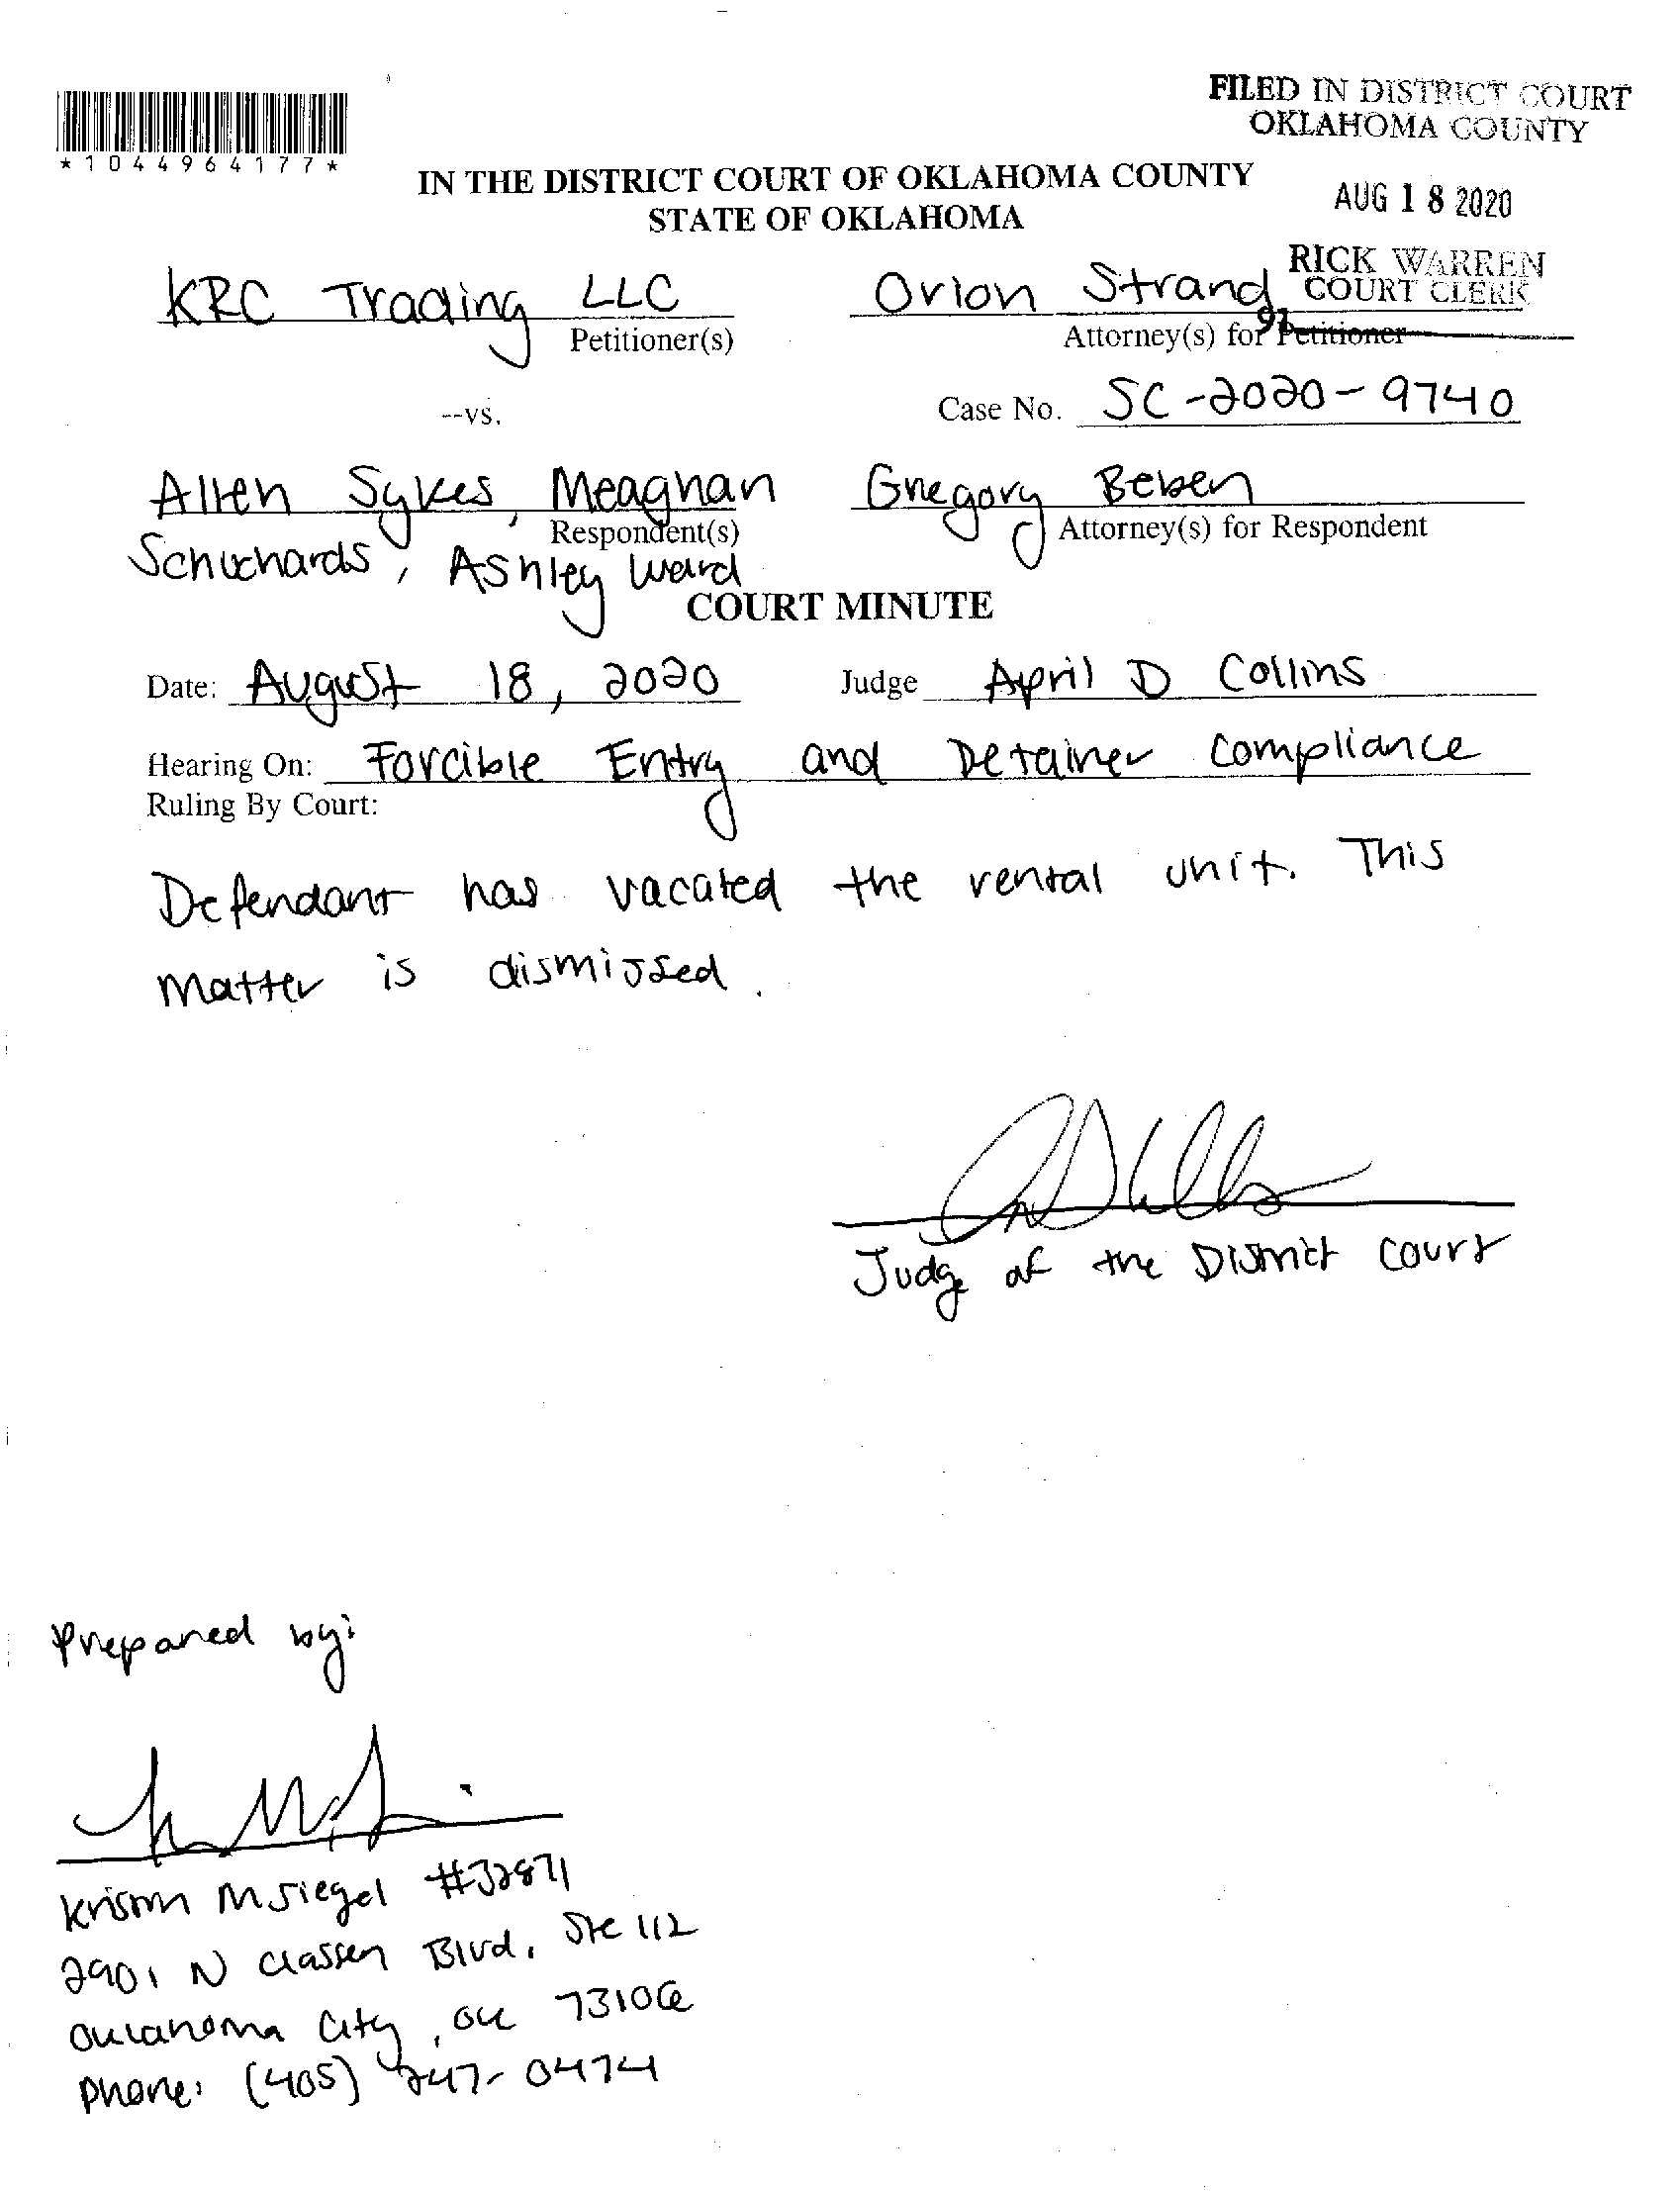 FILED IN DISTRICT COURT
OKLAHOMA COUNTY
*1044964177*
IN THE DISTRICT COURT OF OKLAHOMA COUNTY
STATE OF OKLAHOMA
AUG 18 2020
RICK WARREN
COURT CLERK
91
KRC Trading LLC
Petitioner(s)
Orion Strand
Attorney(s) for Petitioner
--vs.
Case No. SC-2020-9740
Allen Sykes, Meaghan
Respondent(s)
Schuchards, Ashley Ward
Gregory Beben
Attorney(s) for Respondent
COURT MINUTE
Date: August 18, 2020 Judge April D Collins
Hearing On: Forcible Entry and Detainer Compliance
Ruling By Court:
Defendant has vacated the rental unit. This
matter is dismissed.
Judge of the District Court
Prepared by:
Kristin M Siegel #32871
2901 N Classen Blvd, Ste 112
Oklahoma City, OK 73106
Phone: (405) 247-0474